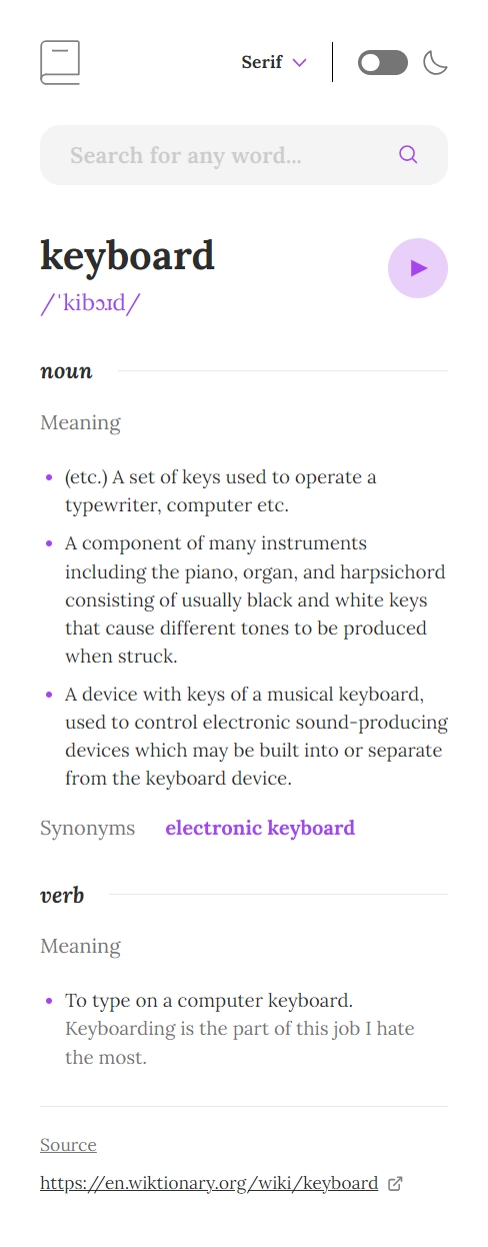 Serif
Search for any word...
keyboard
/ˈkibɔɹd/
noun
Meaning
(etc.) A set of keys used to operate a
typewriter, computer etc.
A component of many instruments
including the piano, organ, and harpsichord
consisting of usually black and white keys
that cause different tones to be produced
when struck.
A device with keys of a musical keyboard,
used to control electronic sound-producing
devices which may be built into or separate
from the keyboard device.
Synonyms electronic keyboard
verb
Meaning
To type on a computer keyboard.
Keyboarding is the part of this job I hate
the most.
Source
https://en.wiktionary.org/wiki/keyboard